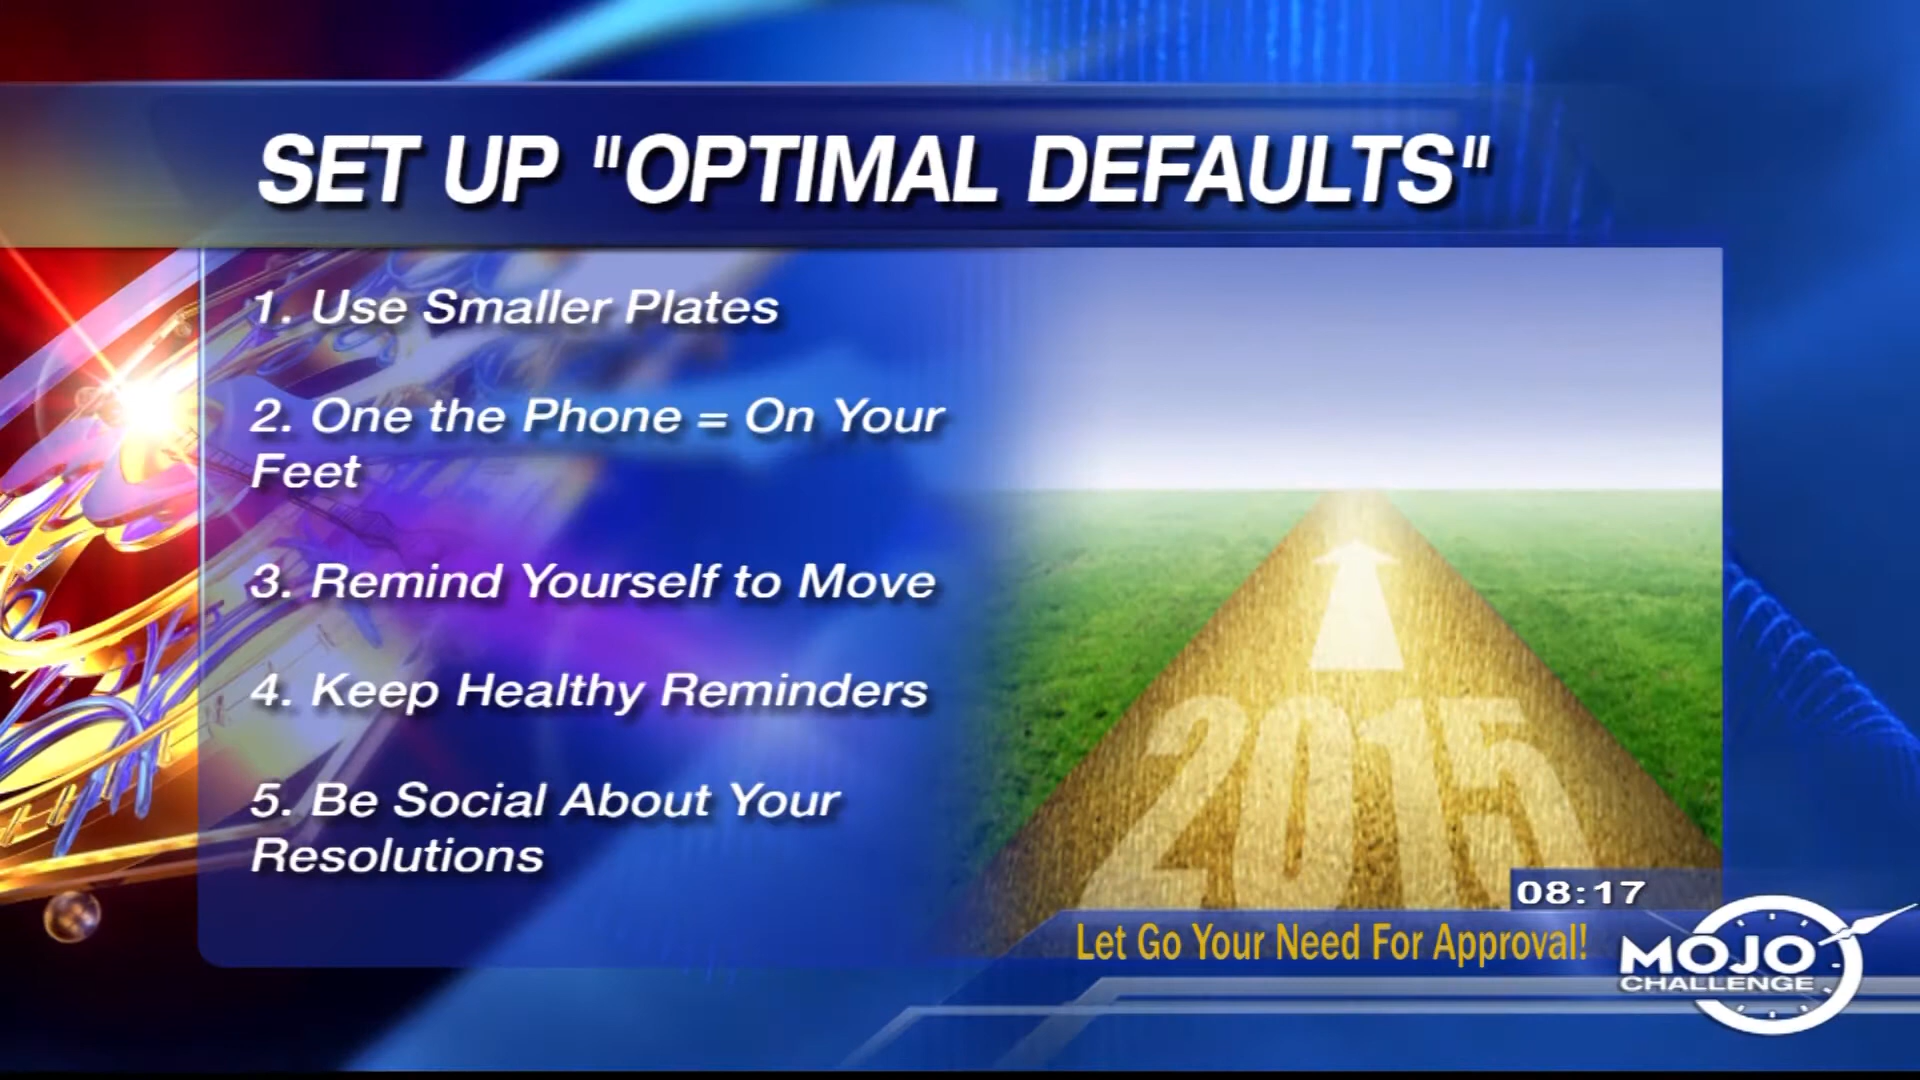 SET UP "OPTIMAL DEFAULTS"
1. Use Smaller Plates
2. One the Phone = On Your
Feet
3. Remind Yourself to Move
4. Keep Healthy Reminders
5. Be Social About Your
Resolutions
2015
08:17
Let Go Your Need For Approval!
MOJO
CHALLENGE